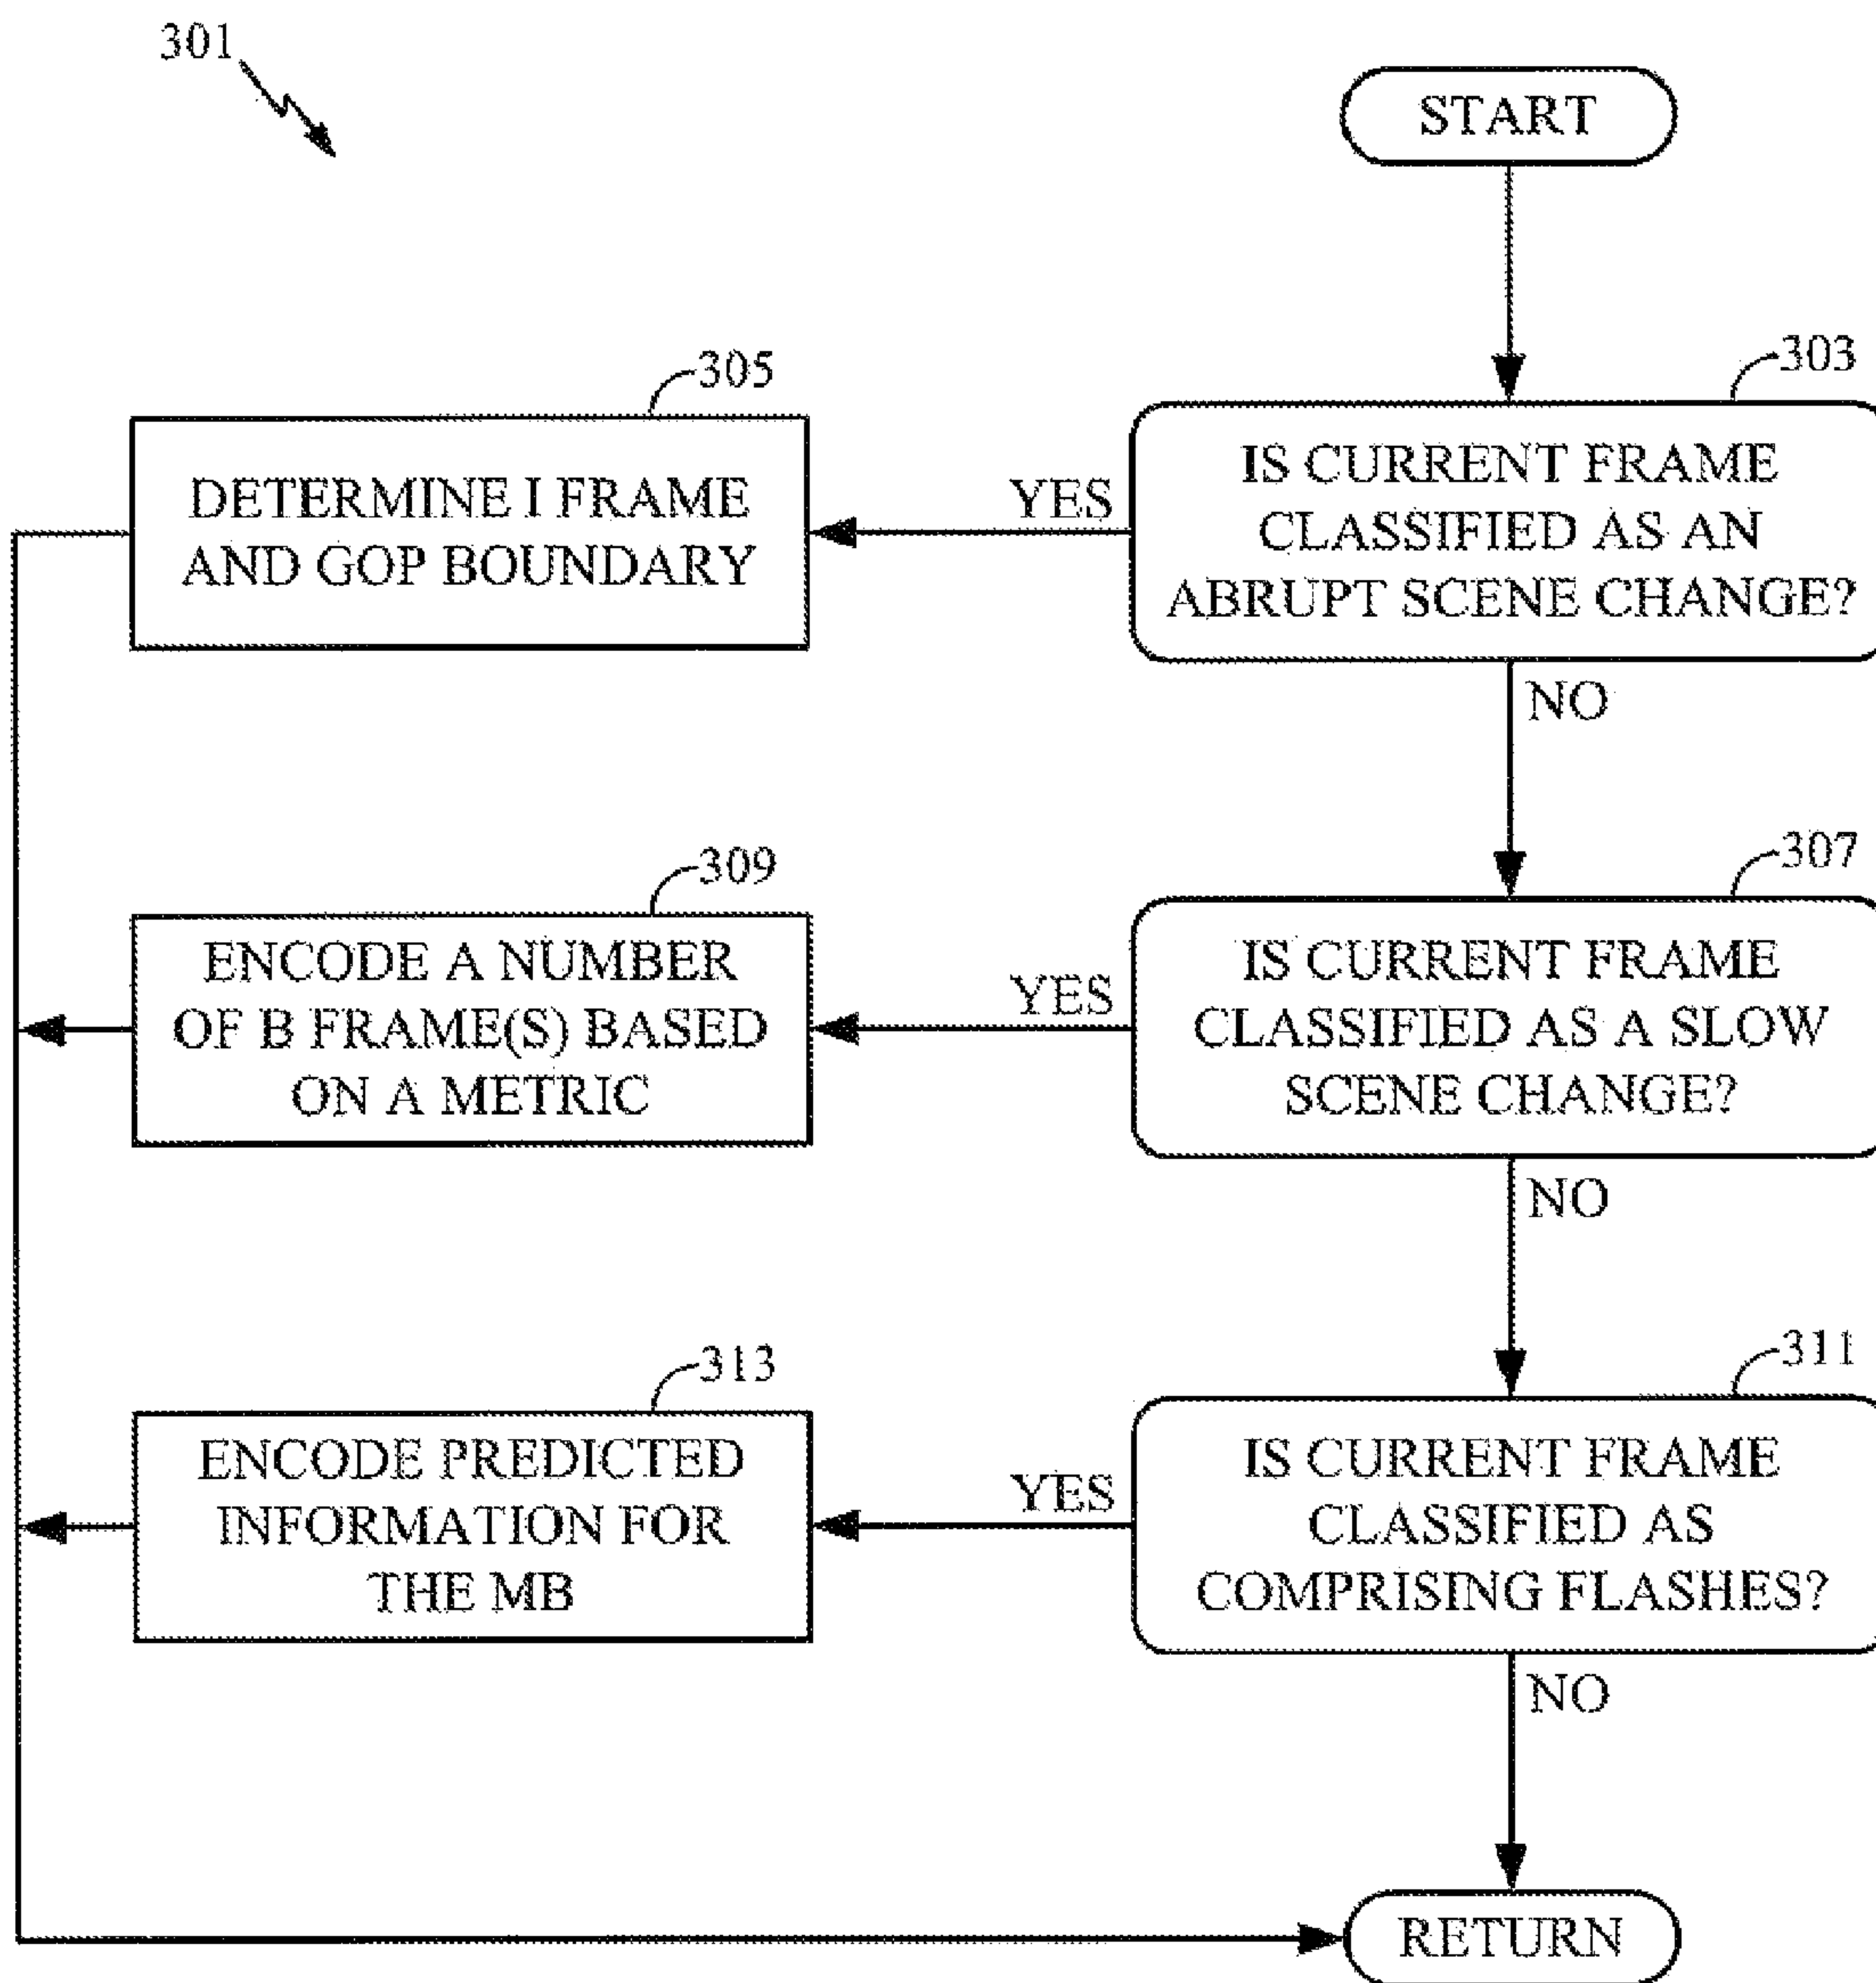 301
START
303
IS CURRENT FRAME
CLASSIFIED AS AN
ABRUPT SCENE CHANGE?
YES
NO
305
DETERMINE I FRAME
AND GOP BOUNDARY
307
IS CURRENT FRAME
CLASSIFIED AS A SLOW
SCENE CHANGE?
YES
NO
309
ENCODE A NUMBER
OF B FRAME(S) BASED
ON A METRIC
311
IS CURRENT FRAME
CLASSIFIED AS
COMPRISING FLASHES?
YES
NO
313
ENCODE PREDICTED
INFORMATION FOR
THE MB
RETURN